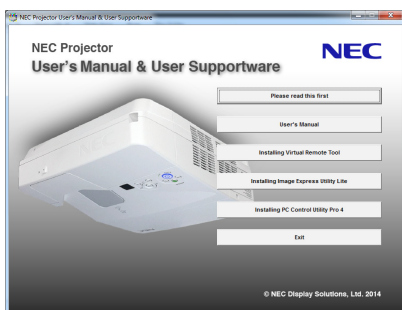 NEC Projector User's Manual & User Supportware
NEC Projector
NEC
User's Manual & User Supportware
Please read this first
User's Manual
Installing Virtual Remote Tool
Installing Image Express Utility Lite
Installing PC Control Utility Pro 4
Exit
© NEC Display Solutions, Ltd. 2014